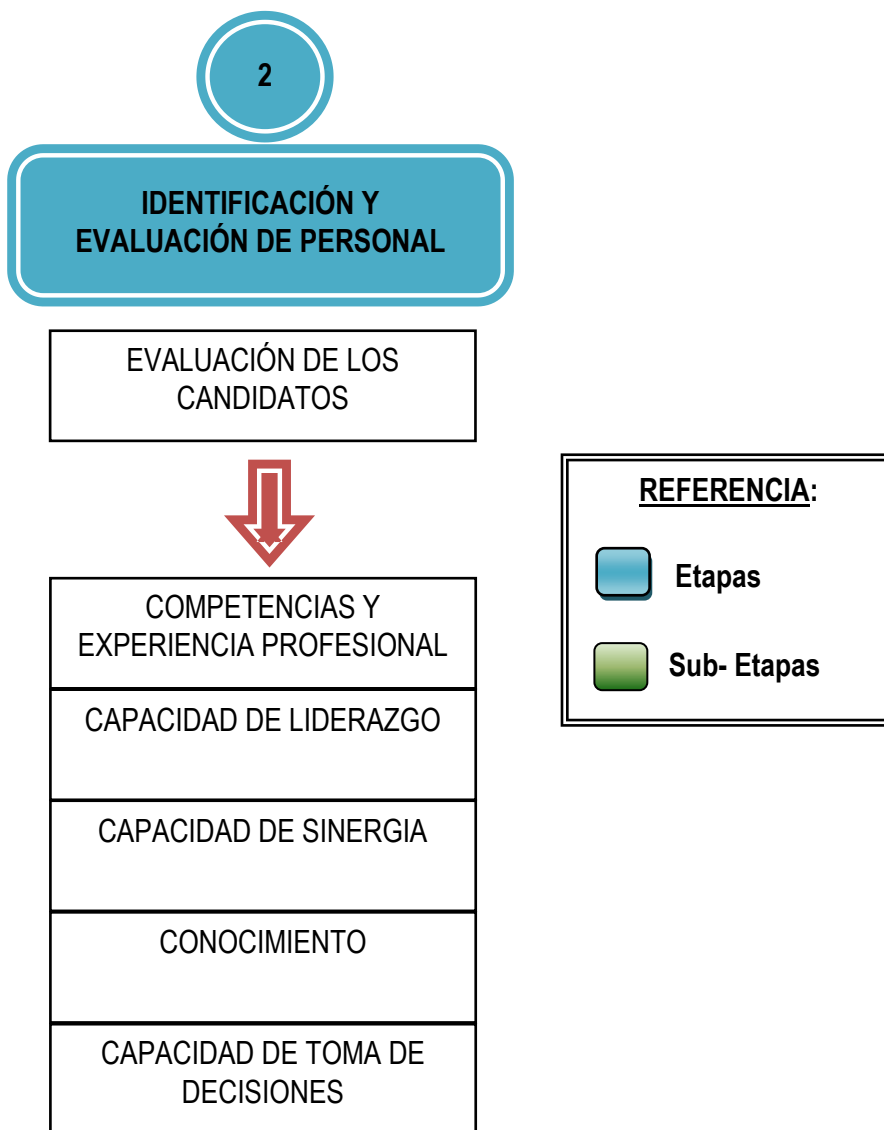 2
IDENTIFICACIÓN Y
EVALUACIÓN DE PERSONAL
EVALUACIÓN DE LOS
CANDIDATOS
COMPETENCIAS Y
EXPERIENCIA PROFESIONAL
CAPACIDAD DE LIDERAZGO
CAPACIDAD DE SINERGIA
CONOCIMIENTO
CAPACIDAD DE TOMA DE
DECISIONES
REFERENCIA:
Etapas
Sub- Etapas